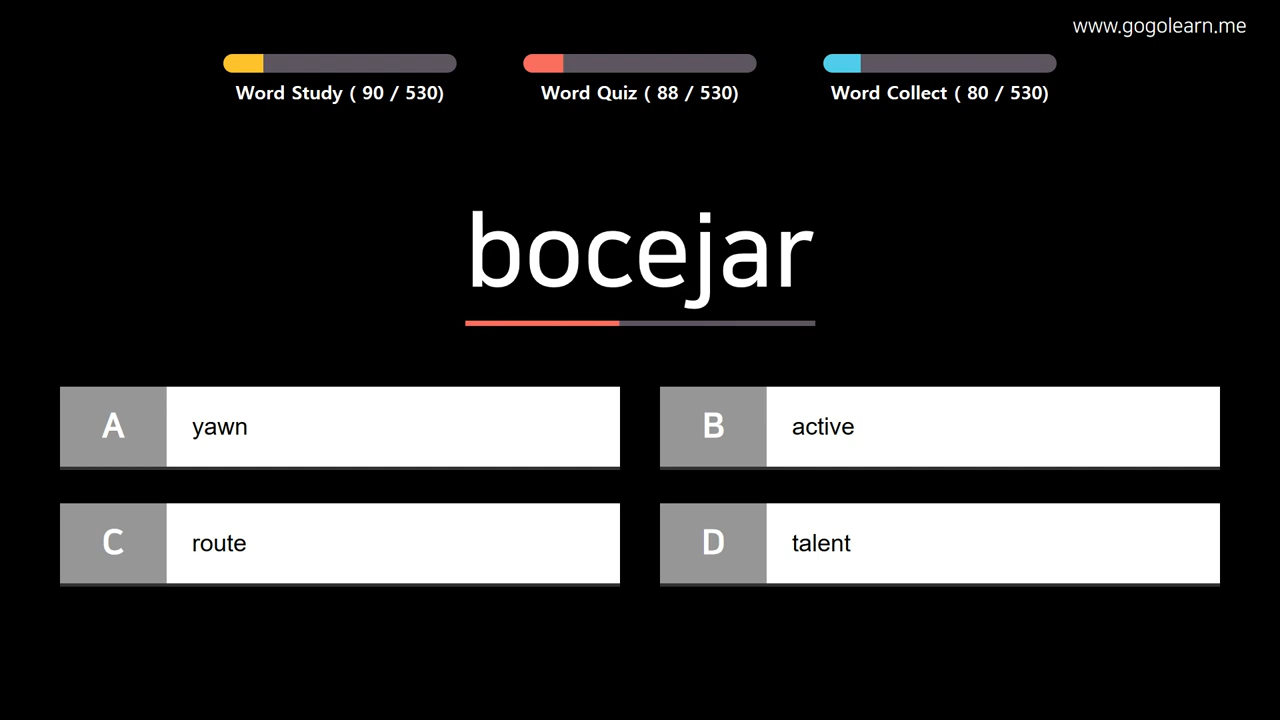 www.gogolearn.me
Word Study ( 90 / 530)
Word Quiz ( 88 / 530)
Word Collect ( 80 / 530)
bocejar
A yawn
B active
C route
D talent